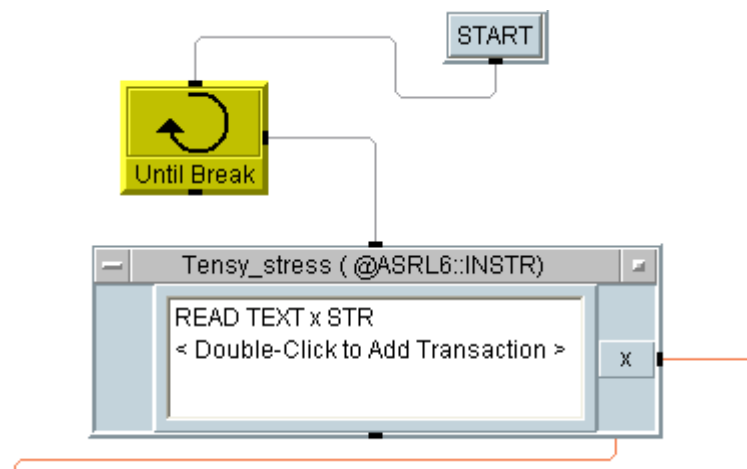 START
Until Break
Tensy_stress ( @ASRL6::INSTR)
READ TEXT x STR
< Double-Click to Add Transaction >
X